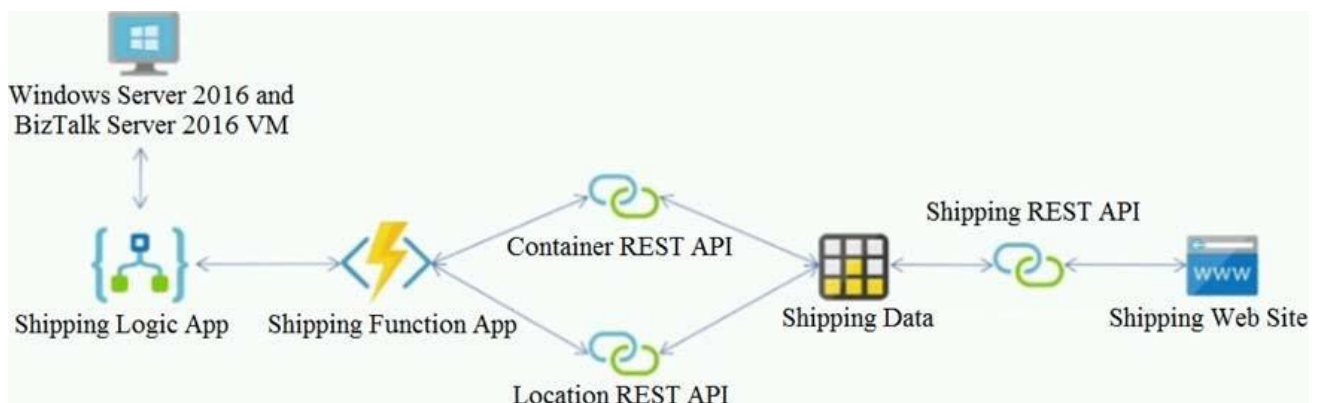 Windows Server 2016 and
BizTalk Server 2016 VM
Shipping REST API
Container REST API
www
Shipping Logic App
Shipping Function App
Shipping Data
Shipping Web Site
Location REST API